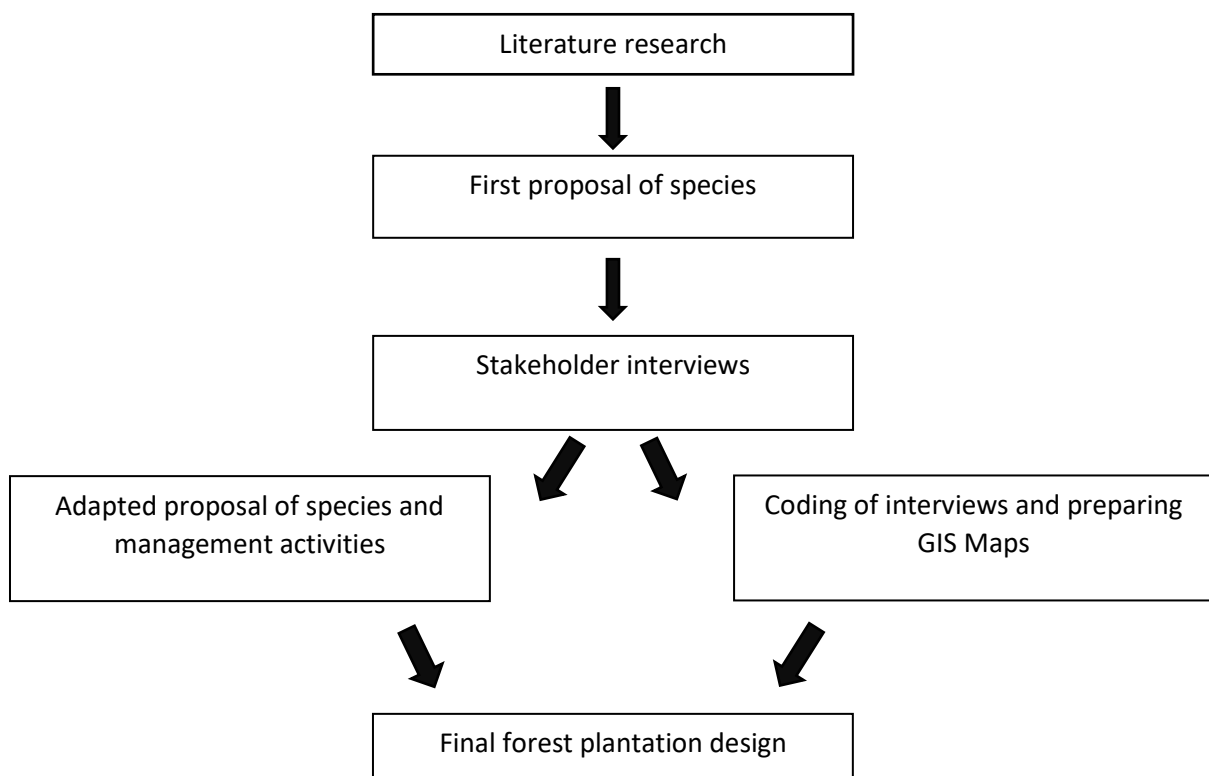 Literature research
First proposal of species
Stakeholder interviews
Adapted proposal of species and
management activities
Coding of interviews and preparing
GIS Maps
Final forest plantation design